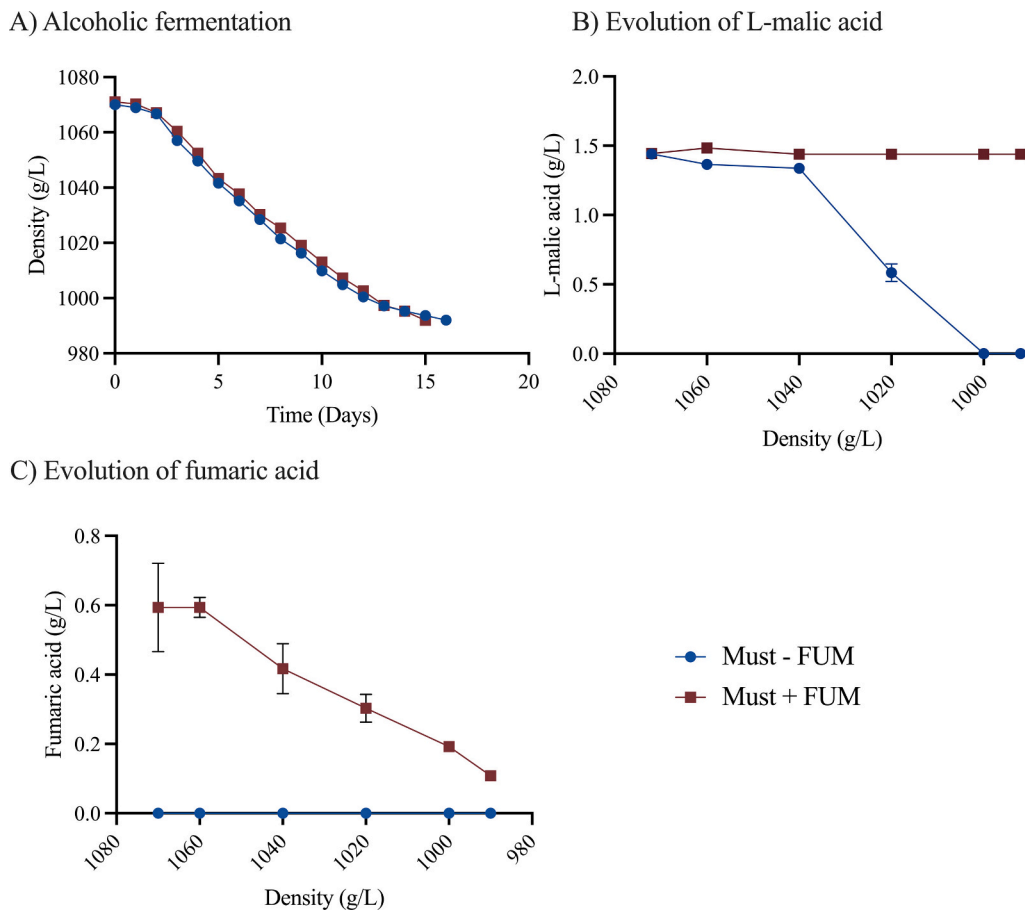 A) Alcoholic fermentation
B) Evolution of L-malic acid
Density (g/L)
1080
1060
1040
1020
1000
980
0
5
10
15
20
Time (Days)
L-malic acid (g/L)
2.0
1.5
1.0
0.5
0.0
1080
1060
1040
1020
1000
Density (g/L)
C) Evolution of fumaric acid
Fumaric acid (g/L)
0.8
0.6
0.4
0.2
0.0
1080
1060
1040
1020
1000
980
Density (g/L)
Must - FUM
Must + FUM